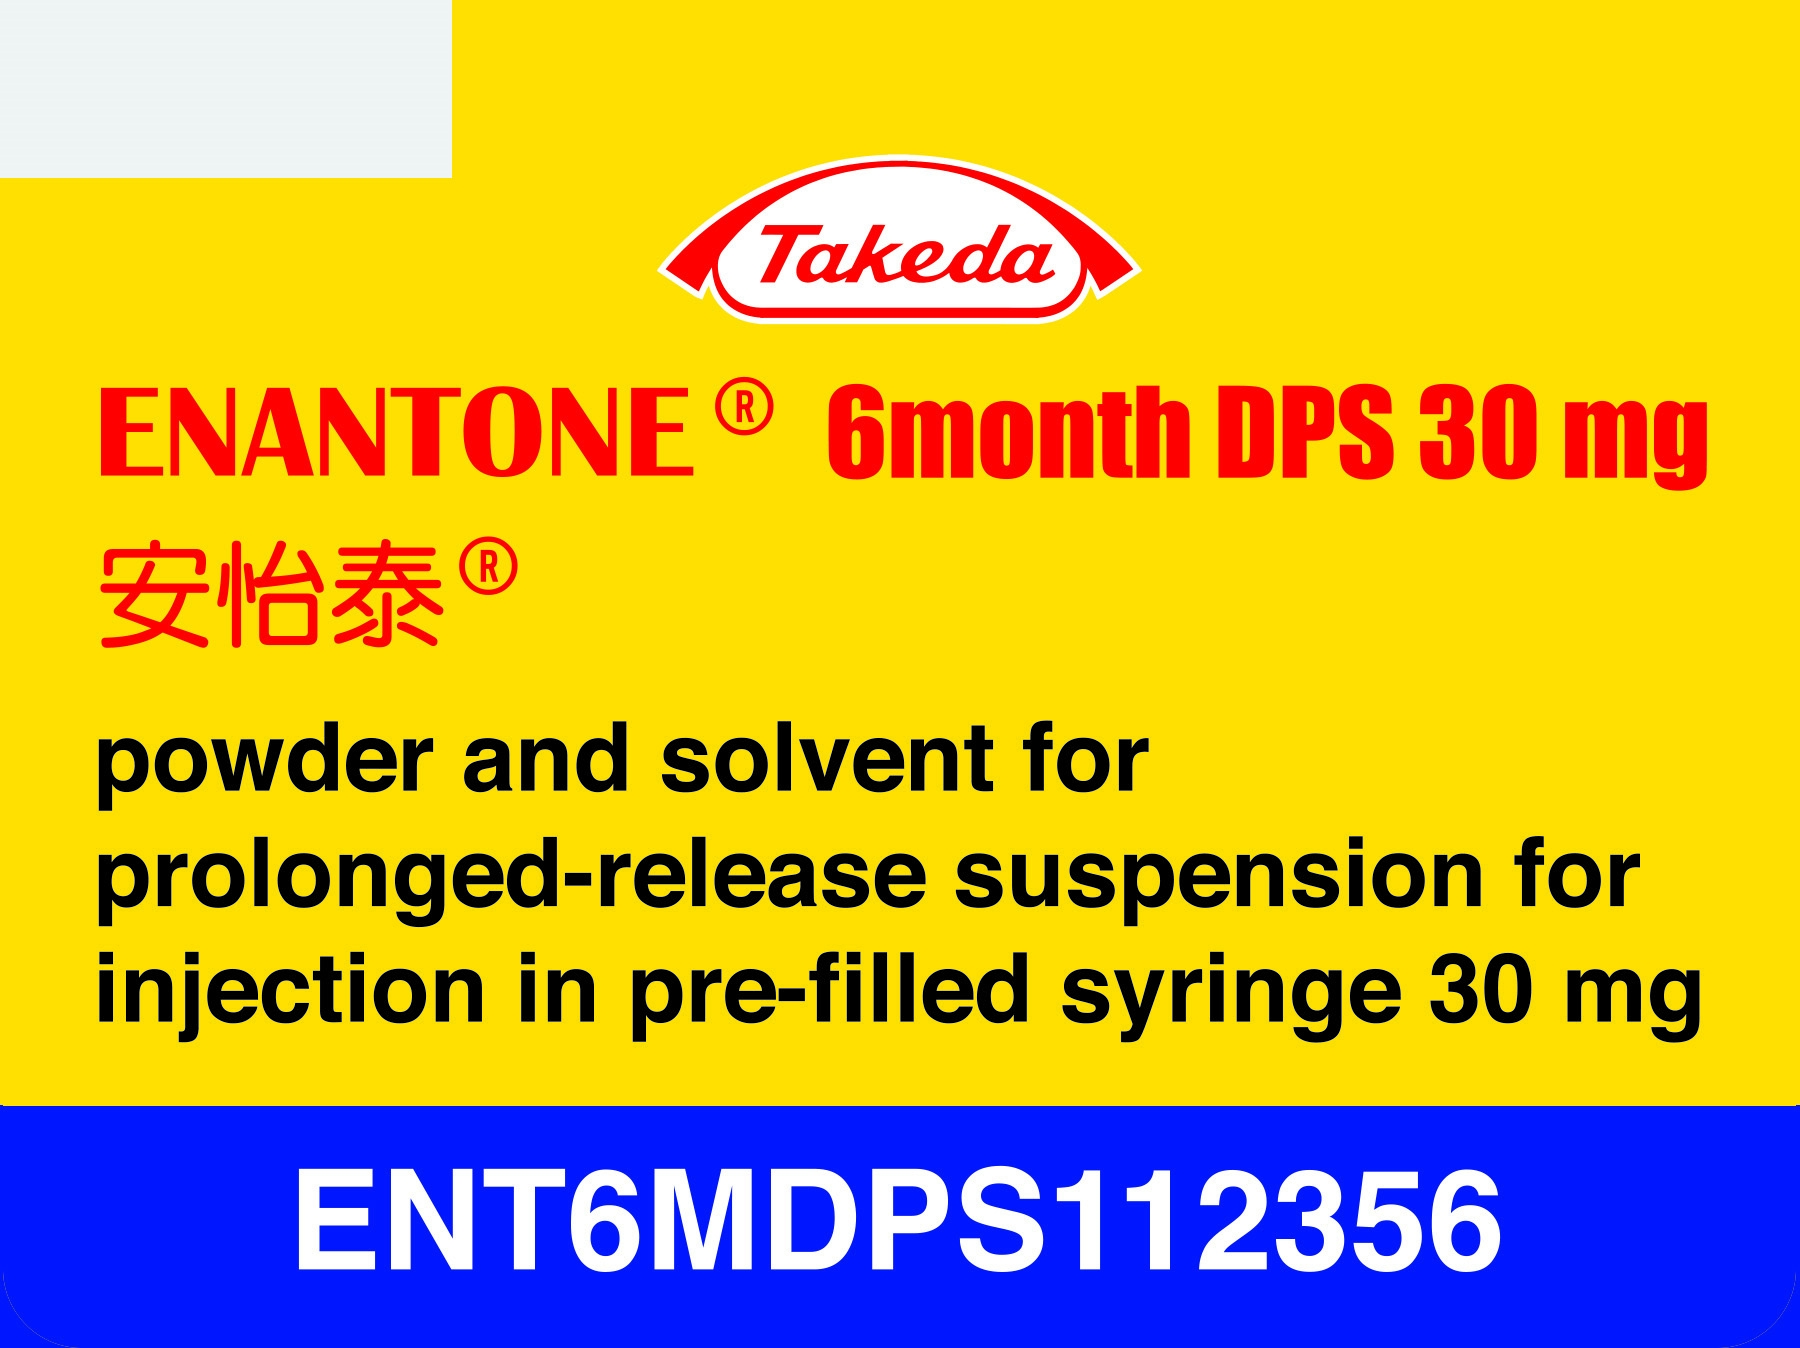 Takeda
ENANTONE® 6month DPS 30 mg
安怡泰®
powder and solvent for
prolonged-release suspension for
injection in pre-filled syringe 30 mg
ENT6MDPS112356